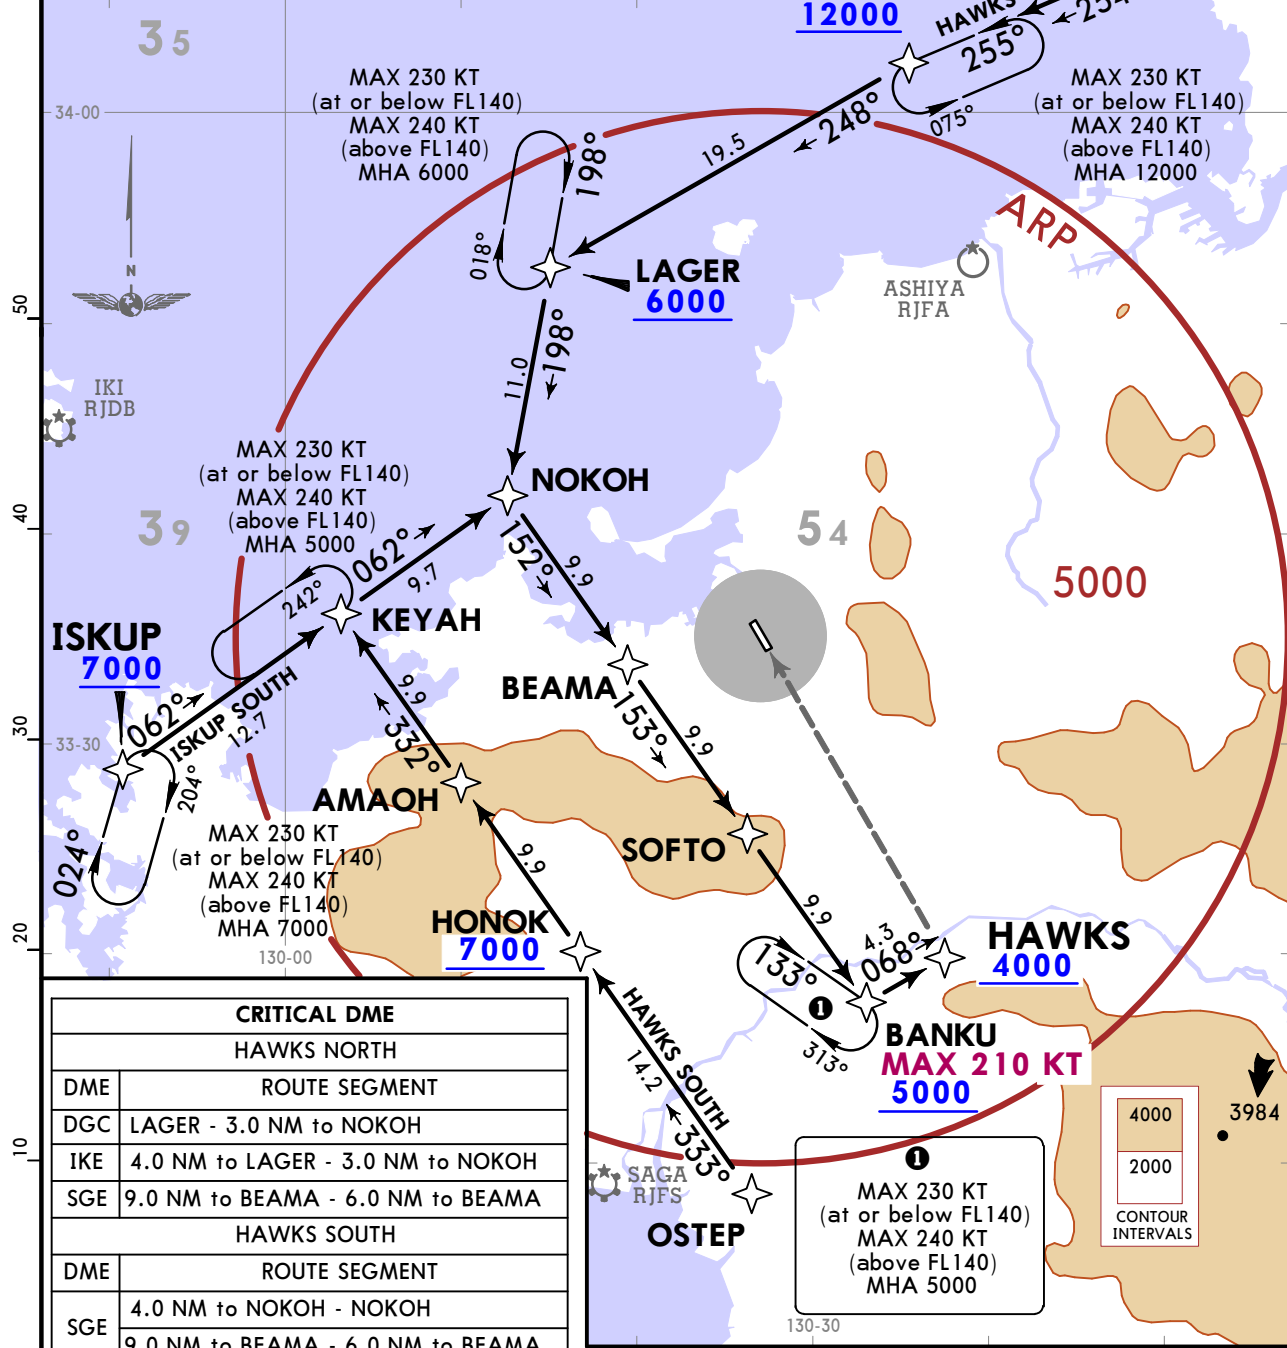 12000
HAWKS
254°
255°
075°
35
MAX 230 KT
(at or below FL140)
MAX 240 KT
(above FL140)
MHA 6000
MAX 230 KT
(at or below FL140)
MAX 240 KT
(above FL140)
MHA 12000
34-00
248°
19.5
198°
018°
ARP
N
LAGER
6000
ASHIYA
RJFA
50
198°
11.0
IKI
RJDB
MAX 230 KT
(at or below FL140)
MAX 240 KT
(above FL140)
MHA 5000
NOKOH
40
39
54
062°
9.7
152°
9.9
5000
242°
KEYAH
ISKUP
7000
BEAMA
30
33-30
062°
ISKUP SOUTH
12.7
9.9
332°
153°
9.9
204°
024°
AMAOH
SOFTO
MAX 230 KT
(at or below FL140)
MAX 240 KT
(above FL140)
MHA 7000
9.9
9.9
HONOK
7000
20
130-00
4.3
068°
HAWKS
4000
133°
1
313°
BANKU
MAX 210 KT
5000
HAWKS SOUTH
14.2
333°
CRITICAL DME
HAWKS NORTH
DME ROUTE SEGMENT
DGC LAGER - 3.0 NM to NOKOH
IKE 4.0 NM to LAGER - 3.0 NM to NOKOH
SGE 9.0 NM to BEAMA - 6.0 NM to BEAMA
HAWKS SOUTH
DME ROUTE SEGMENT
SGE 4.0 NM to NOKOH - NOKOH
9.0 NM to BEAMA - 6.0 NM to BEAMA
10
SAGA
RJFS
OSTEP
1
MAX 230 KT
(at or below FL140)
MAX 240 KT
(above FL140)
MHA 5000
4000
2000
CONTOUR
INTERVALS
3984
130-30